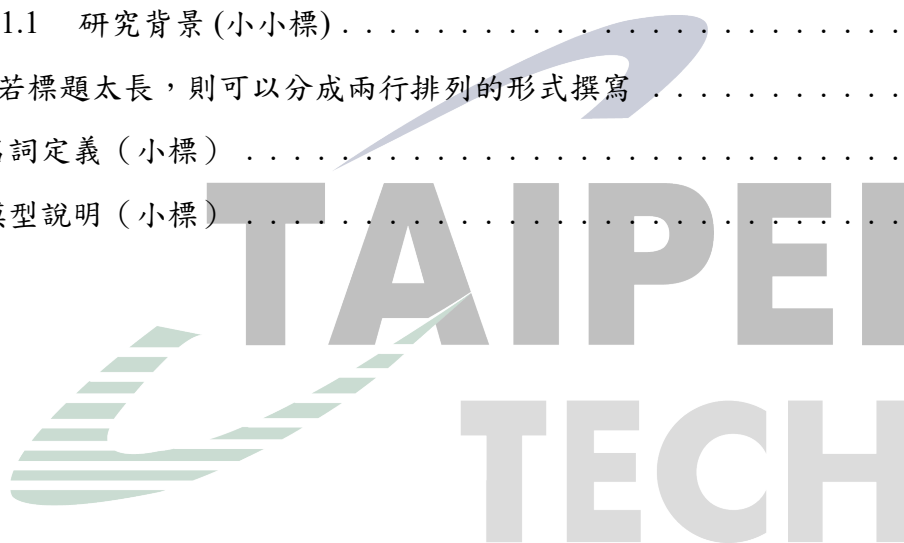 1.1 研究背景 (小小標) . . . . . . . . . . . . . . . . . . . . . . . .
若標題太長，則可以分成兩行排列的形式撰寫 . . . . . . . . . . .
詞定義（小標） . . . . . . . . . . . . . . . . . . . . . . . . . . . .
型說明（小標） . . . . . . . . . . . . . . . . . . . . . . . . . . . .
TAIPEI
TECH